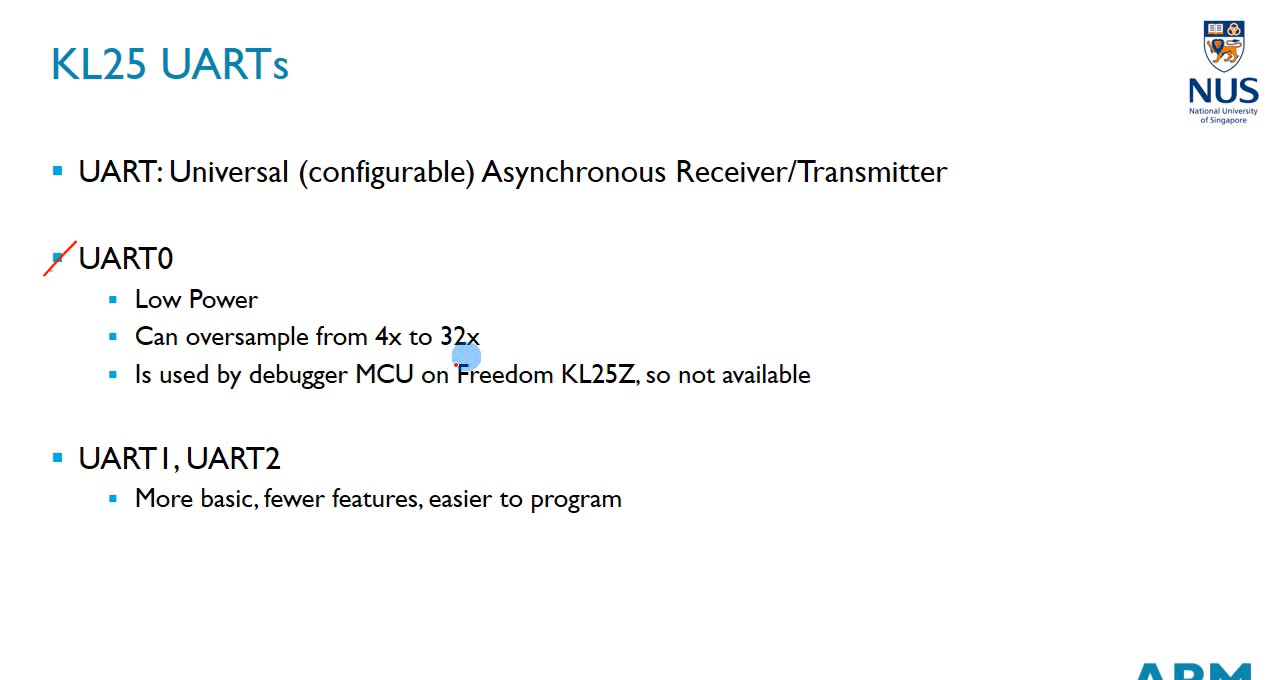 KL25 UARTs
NUS
National University
of Singapore
UART: Universal (configurable) Asynchronous Receiver/Transmitter
UART0
Low Power
Can oversample from 4x to 32x
Is used by debugger MCU on Freedom KL25Z, so not available
UART1, UART2
More basic, fewer features, easier to program
ARM